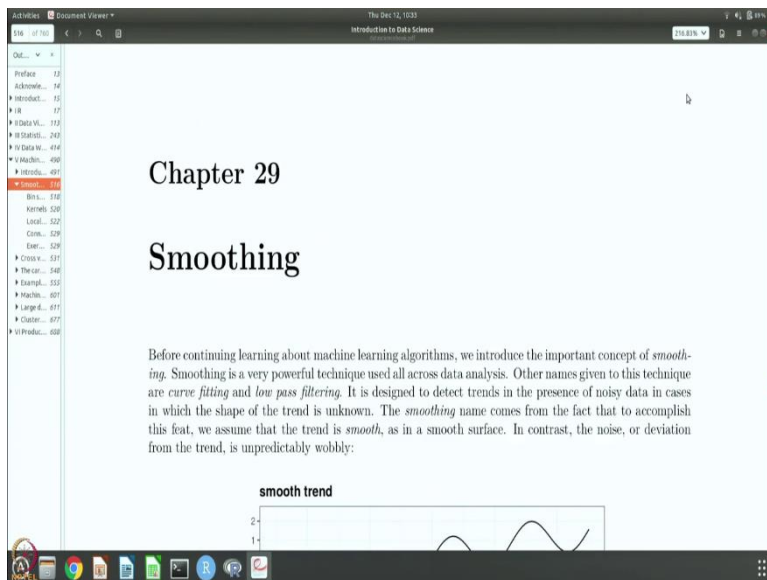 Activities Document Viewer
Thu Dec 12, 10:33
89%
516 of 760
Introduction to Data Science
216.83%
Out...
Preface 13
Acknowle... 14
Introduct... 15
I R 17
II Data Vi... 113
III Statisti... 243
IV Data W... 414
V Machin... 490
Introdu... 491
Smoot... 516
Bin s... 518
Kernels 520
Local... 522
Conn... 529
Exer... 529
Cross v... 531
The car... 548
Exampl... 553
Machin... 601
Large d... 611
Cluster... 677
VI Produc... 688
Chapter 29
Smoothing
Before continuing learning about machine learning algorithms, we introduce the important concept of smooth-
ing. Smoothing is a very powerful technique used all across data analysis. Other names given to this technique
are curve fitting and low pass filtering. It is designed to detect trends in the presence of noisy data in cases
in which the shape of the trend is unknown. The smoothing name comes from the fact that to accomplish
this feat, we assume that the trend is smooth, as in a smooth surface. In contrast, the noise, or deviation
from the trend, is unpredictably wobbly:
smooth trend
2
1